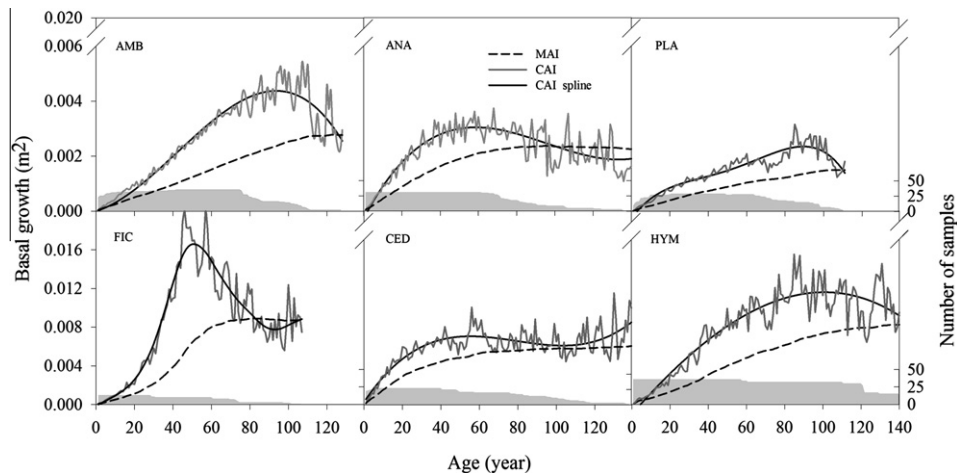 0.020
0.006
0.004
0.002
0.000
AMB
ANA
MAI
CAI
CAI spline
PLA
50
25
0
Basal growth (m2)
0.016
0.012
0.008
0.004
0.000
FIC
CED
HYM
50
25
0
Number of samples
0 20 40 60 80 100 120
0 20 40 60 80 100 120
0 20 40 60 80 100 120 140
Age (year)